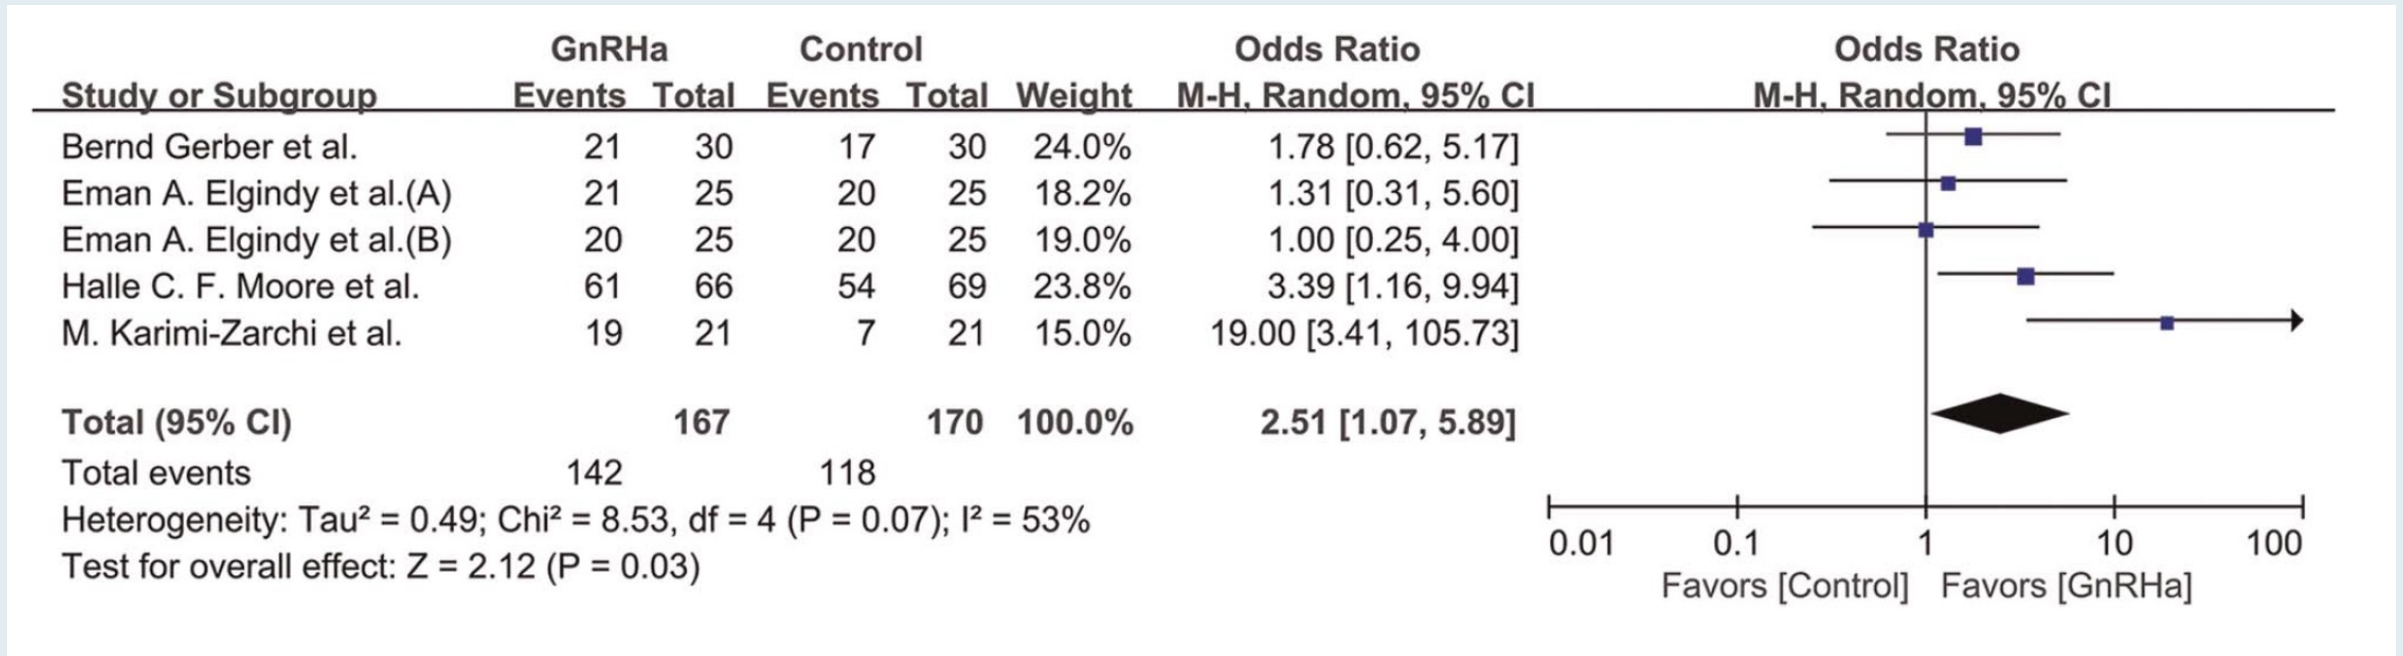 GnRHa Control Odds Ratio Odds Ratio
Study or Subgroup Events Total Events Total Weight M-H, Random, 95% CI M-H, Random, 95% CI
Bernd Gerber et al. 21 30 17 30 24.0% 1.78 [0.62, 5.17]
Eman A. Elgindy et al.(A) 21 25 20 25 18.2% 1.31 [0.31, 5.60]
Eman A. Elgindy et al.(B) 20 25 20 25 19.0% 1.00 [0.25, 4.00]
Halle C. F. Moore et al. 61 66 54 69 23.8% 3.39 [1.16, 9.94]
M. Karimi-Zarchi et al. 19 21 7 21 15.0% 19.00 [3.41, 105.73]
Total (95% CI) 167 170 100.0% 2.51 [1.07, 5.89]
Total events 142 118
Heterogeneity: Tau² = 0.49; Chi² = 8.53, df = 4 (P = 0.07); I² = 53%
Test for overall effect: Z = 2.12 (P = 0.03)
0.01 0.1 1 10 100
Favors [Control] Favors [GnRHa]